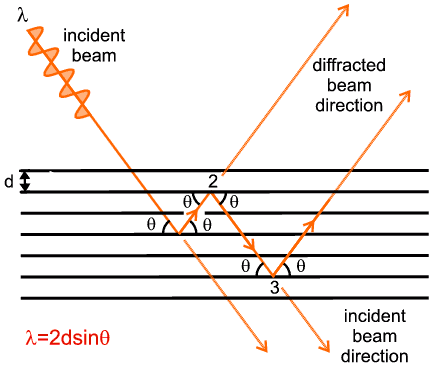 λ
incident
beam
diffracted
beam
direction
d
2
θ
θ
θ
θ
θ
θ
3
incident
beam
direction
λ=2dsinθ